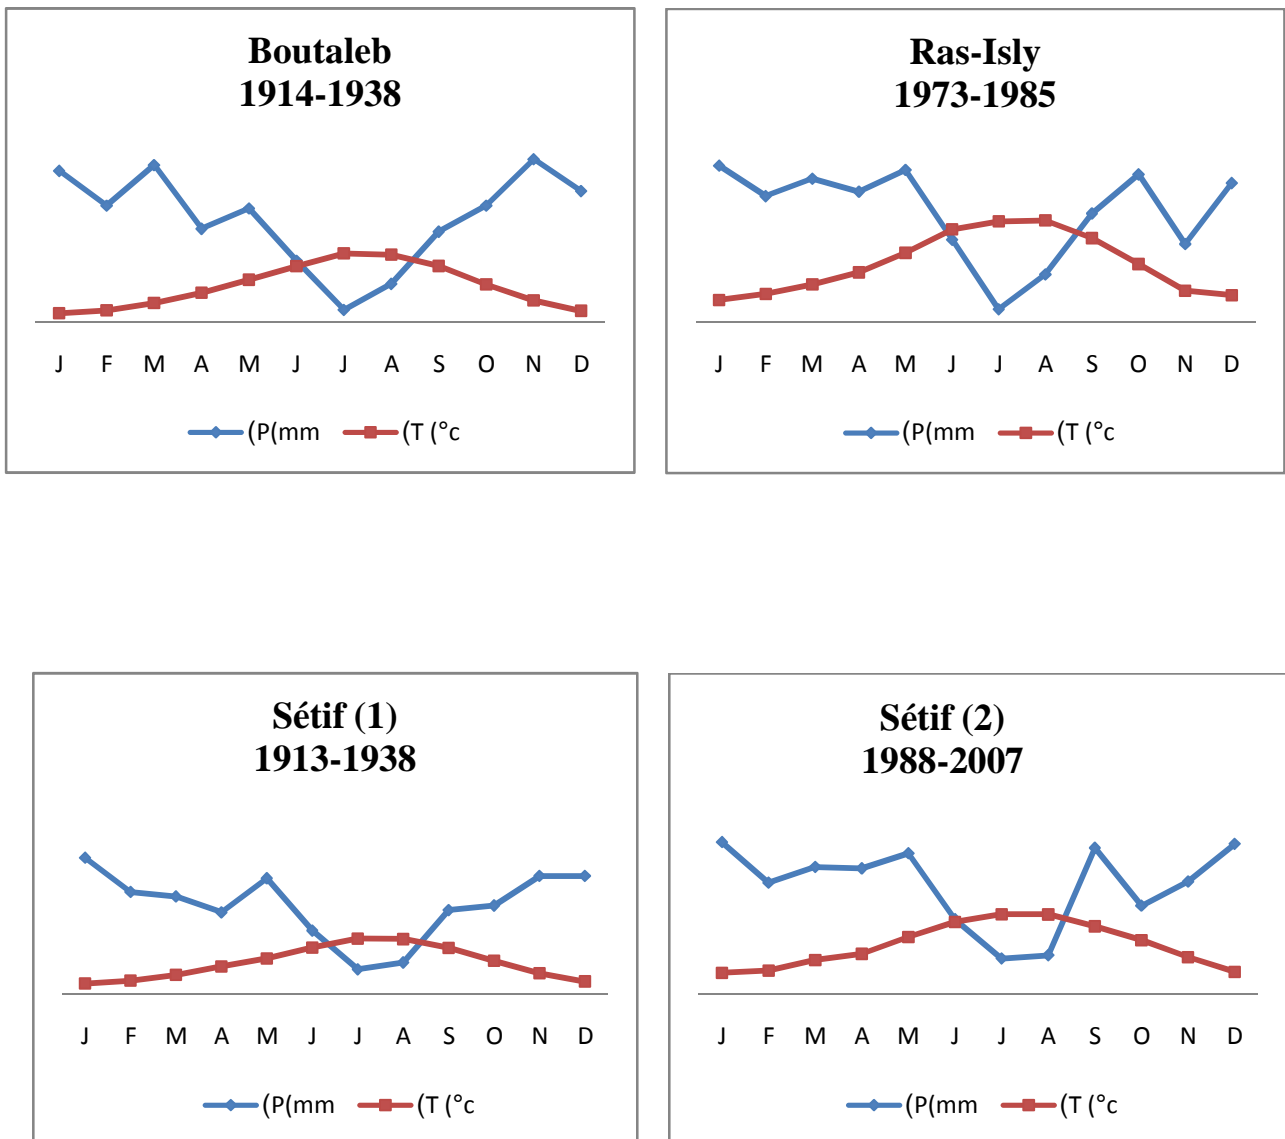 Boutaleb
1914-1938
J F M A M J J A S O N D
(P(mm (T (°c
Ras-Isly
1973-1985
J F M A M J J A S O N D
(P(mm (T (°c
Sétif (1)
1913-1938
J F M A M J J A S O N D
(P(mm (T (°c
Sétif (2)
1988-2007
J F M A M J J A S O N D
(P(mm (T (°c